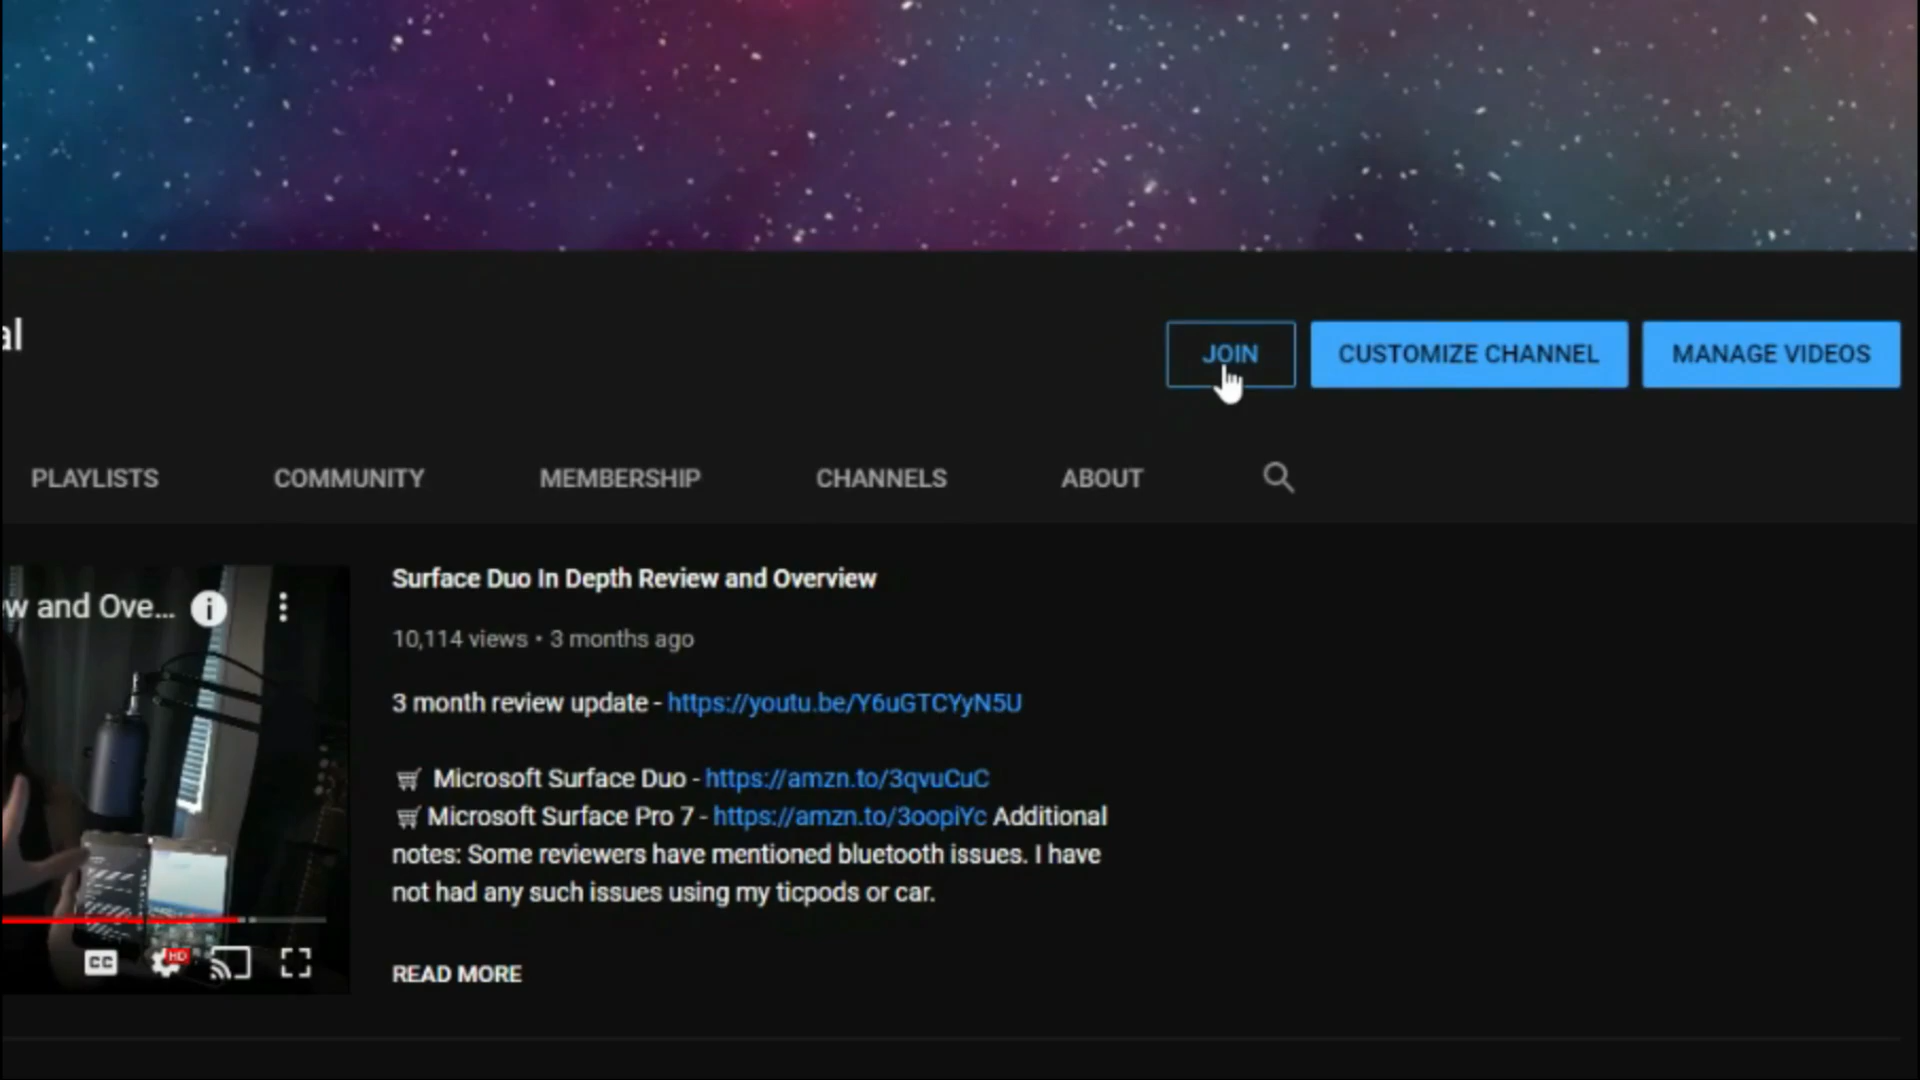 al
JOIN
CUSTOMIZE CHANNEL
MANAGE VIDEOS
PLAYLISTS
COMMUNITY
MEMBERSHIP
CHANNELS
ABOUT
w and Ove...
Surface Duo In Depth Review and Overview
10,114 views • 3 months ago
3 month review update - https://youtu.be/Y6uGTCYyN5U
🛒 Microsoft Surface Duo - https://amzn.to/3qvuCuC
🛒 Microsoft Surface Pro 7 - https://amzn.to/3oopIYc Additional
notes: Some reviewers have mentioned bluetooth issues. I have
not had any such issues using my ticpods or car.
CC
HD
READ MORE